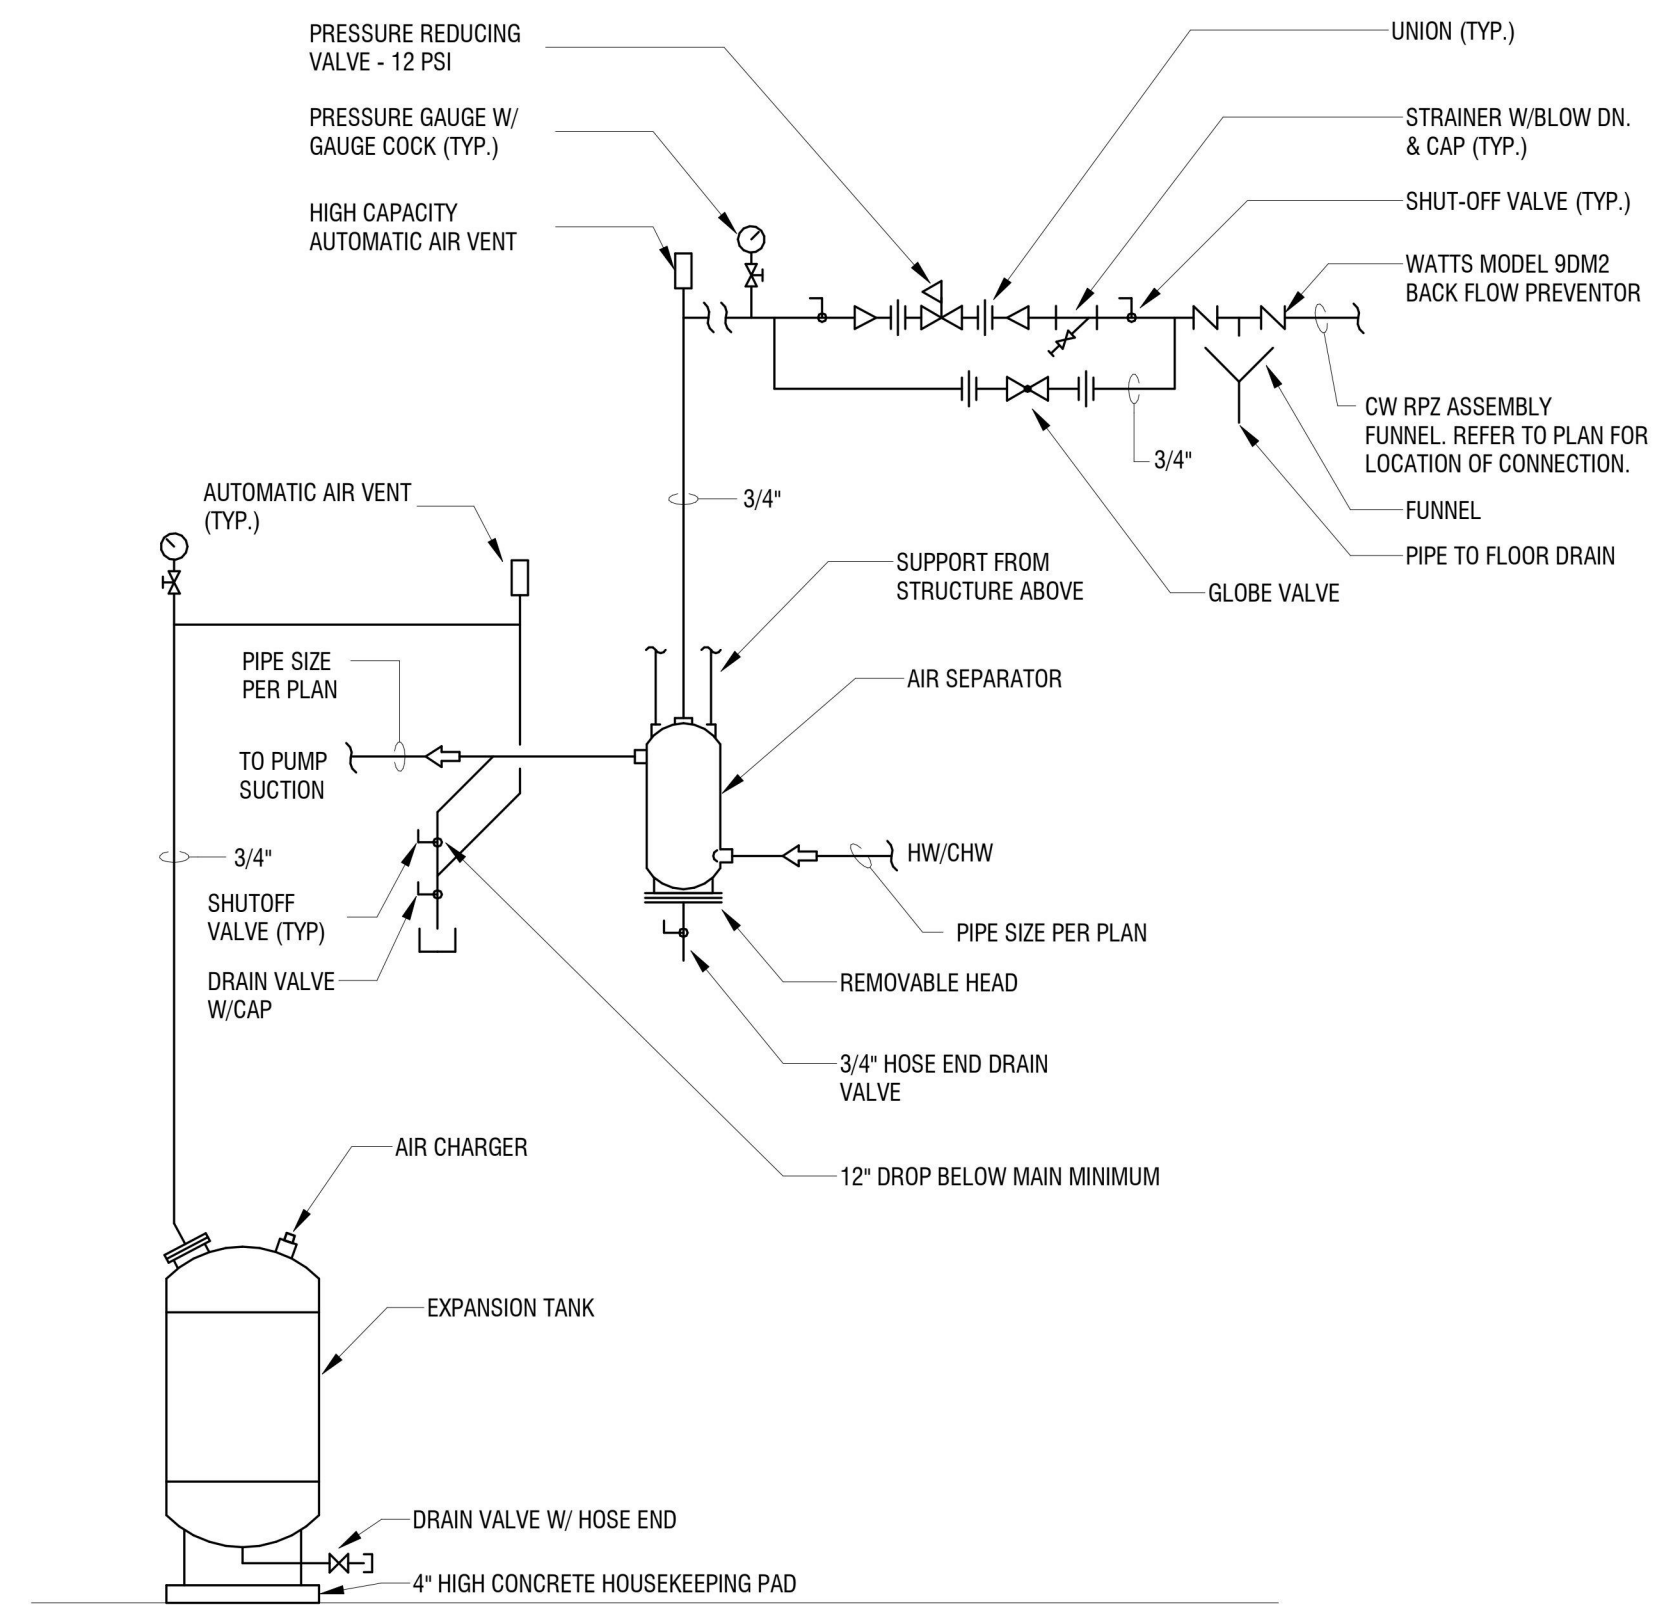 PRESSURE REDUCING
VALVE - 12 PSI
UNION (TYP.)
PRESSURE GAUGE W/
GAUGE COCK (TYP.)
STRAINER W/BLOW DN.
& CAP (TYP.)
HIGH CAPACITY
AUTOMATIC AIR VENT
SHUT-OFF VALVE (TYP.)
WATTS MODEL 9DM2
BACK FLOW PREVENTOR
CW RPZ ASSEMBLY
FUNNEL. REFER TO PLAN FOR
LOCATION OF CONNECTION.
3/4"
3/4"
AUTOMATIC AIR VENT
(TYP.)
FUNNEL
PIPE TO FLOOR DRAIN
SUPPORT FROM
STRUCTURE ABOVE
GLOBE VALVE
PIPE SIZE
PER PLAN
AIR SEPARATOR
TO PUMP
SUCTION
3/4"
HW/CHW
SHUTOFF
VALVE (TYP)
PIPE SIZE PER PLAN
DRAIN VALVE
W/CAP
REMOVABLE HEAD
3/4" HOSE END DRAIN
VALVE
AIR CHARGER
12" DROP BELOW MAIN MINIMUM
EXPANSION TANK
DRAIN VALVE W/ HOSE END
4" HIGH CONCRETE HOUSEKEEPING PAD